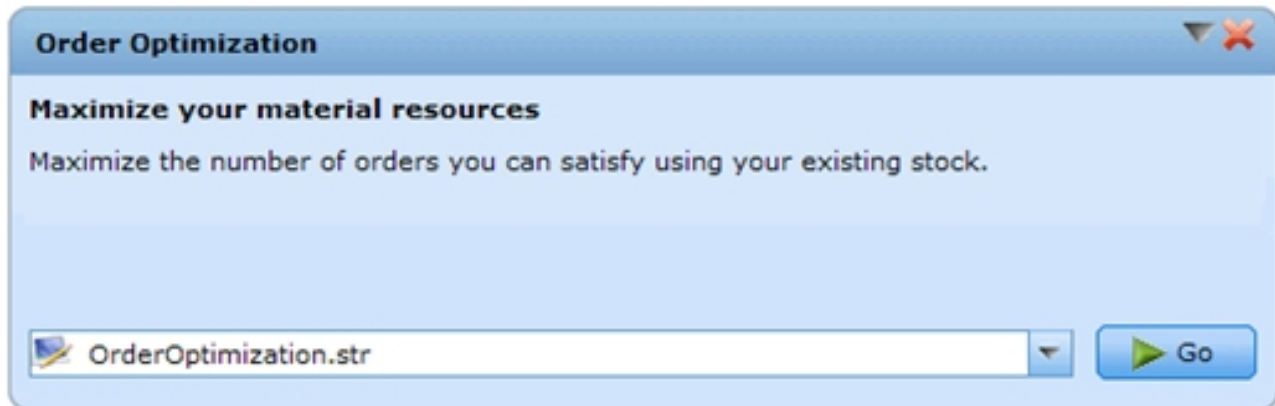 Order Optimization
Maximize your material resources
Maximize the number of orders you can satisfy using your existing stock.
OrderOptimization.str
Go